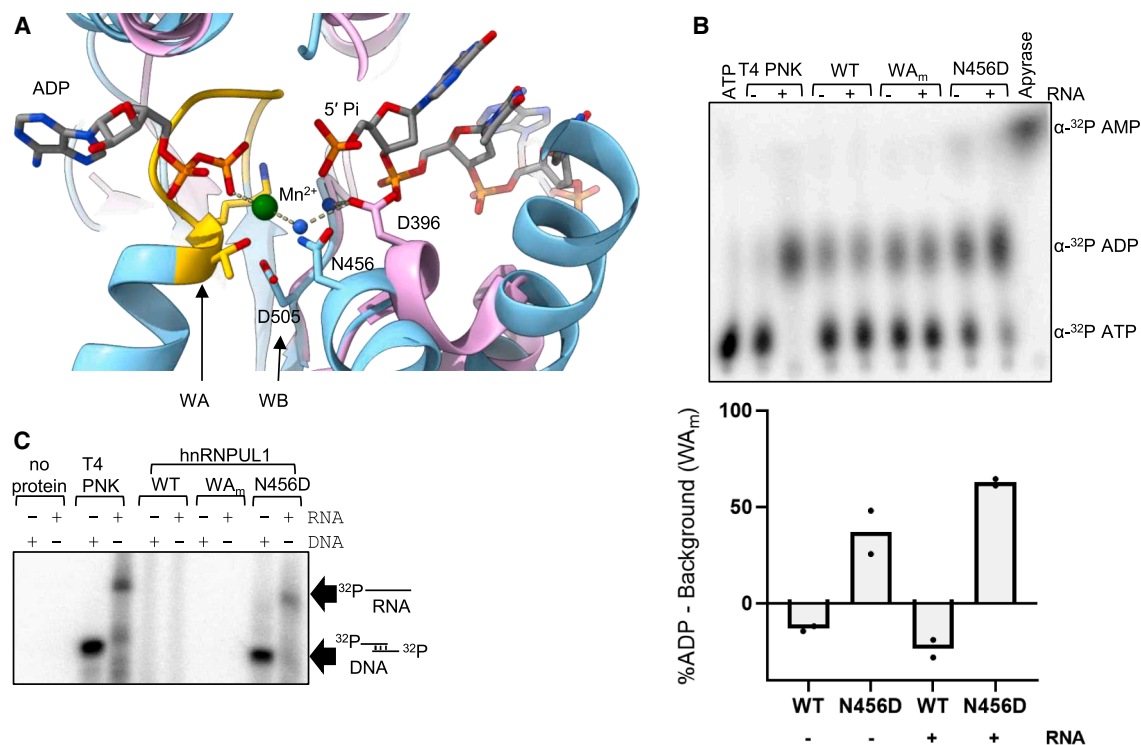 A
ADP
5′ Pi
Mn2+
D396
N456
D505
WA
WB
B
ATP
T4 PNK
WT
WAm
N456D
Apyrase
- + - + - + - + RNA
α-32P AMP
α-32P ADP
α-32P ATP
%ADP - Background (WAm)
100
50
0
WT N456D WT N456D
- - + + RNA
C
hnRNPUL1
no protein
T4 PNK
WT
WAm
N456D
− + − + − + − + − + RNA
+ − + − + − + − + − DNA
32P
RNA
32P
32P
DNA